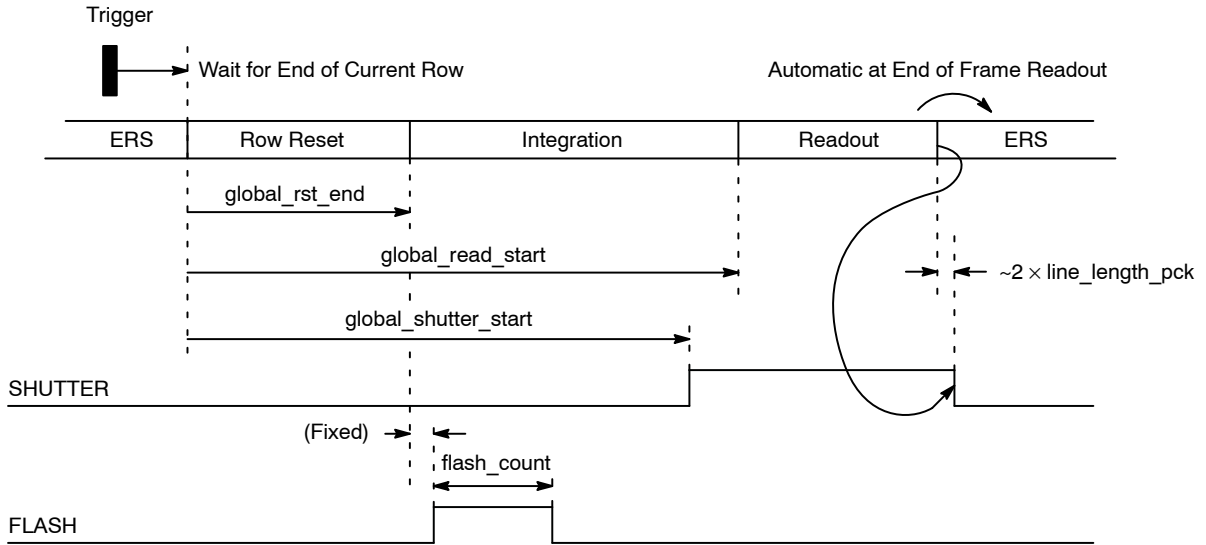 Trigger
Wait for End of Current Row
Automatic at End of Frame Readout
ERS
Row Reset
Integration
Readout
ERS
global_rst_end
global_read_start
~2 × line_length_pck
global_shutter_start
SHUTTER
(Fixed)
flash_count
FLASH